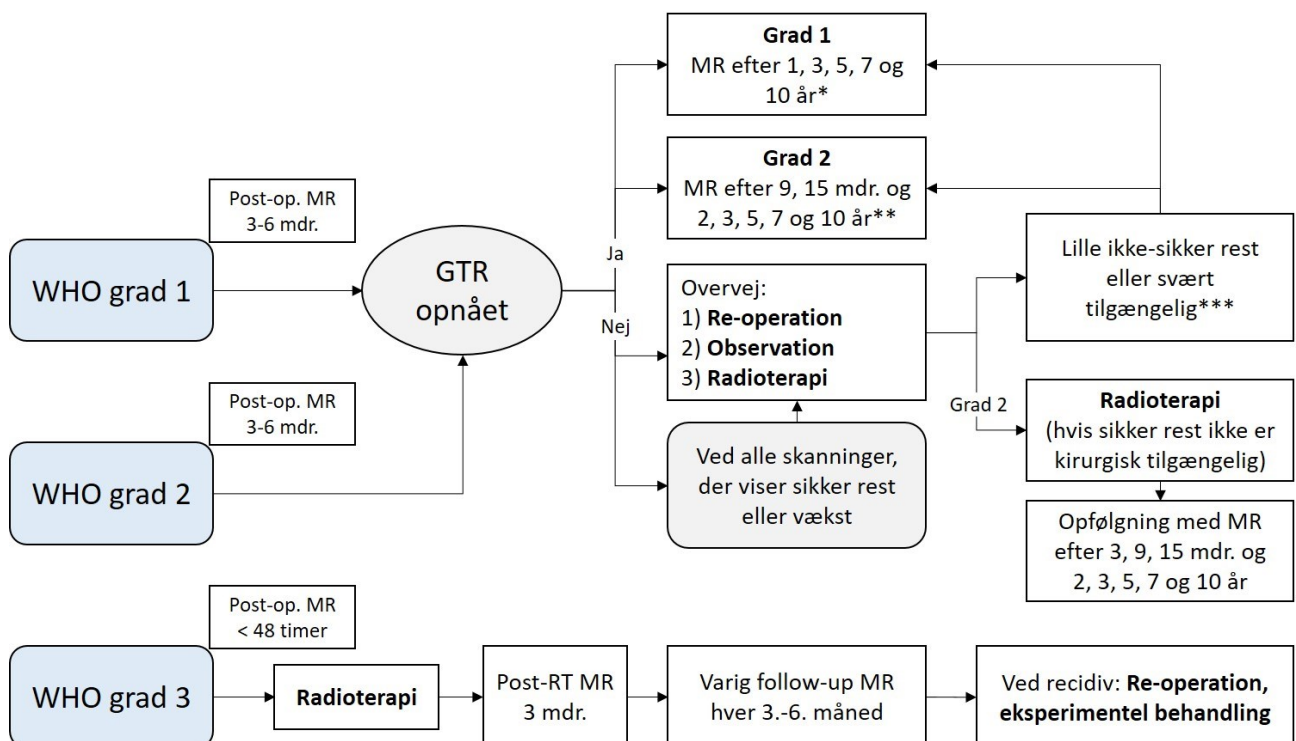 Grad 1
MR efter 1, 3, 5, 7 og
10 år*
Grad 2
MR efter 9, 15 mdr. og
2, 3, 5, 7 og 10 år**
Post-op. MR
3-6 mdr.
WHO grad 1
GTR
opnået
Ja
Nej
Overvej:
1) Re-operation
2) Observation
3) Radioterapi
Lille ikke-sikker rest
eller svært
tilgængelig***
Grad 2
Radioterapi
(hvis sikker rest ikke er
kirurgisk tilgængelig)
Post-op. MR
3-6 mdr.
WHO grad 2
Ved alle skanninger,
der viser sikker rest
eller vækst
Opfølgning med MR
efter 3, 9, 15 mdr. og
2, 3, 5, 7 og 10 år
Post-op. MR
< 48 timer
WHO grad 3
Radioterapi
Post-RT MR
3 mdr.
Varig follow-up MR
hver 3.-6. måned
Ved recidiv: Re-operation,
eksperimentel behandling